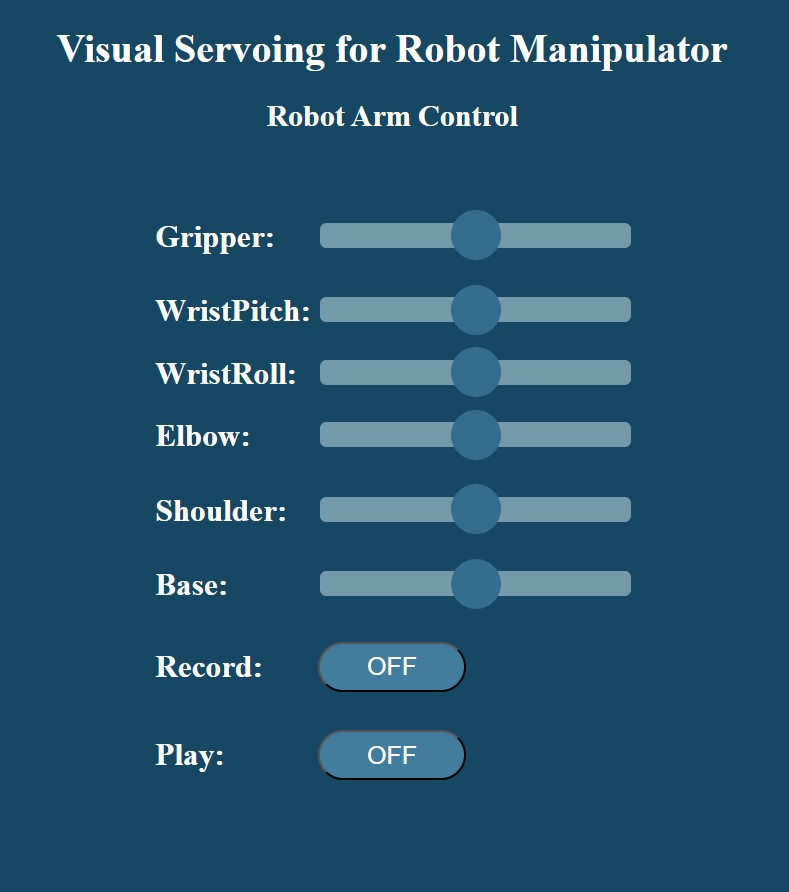 Visual Servoing for Robot Manipulator
Robot Arm Control
Gripper:
WristPitch:
WristRoll:
Elbow:
Shoulder:
Base:
Record: OFF
Play: OFF